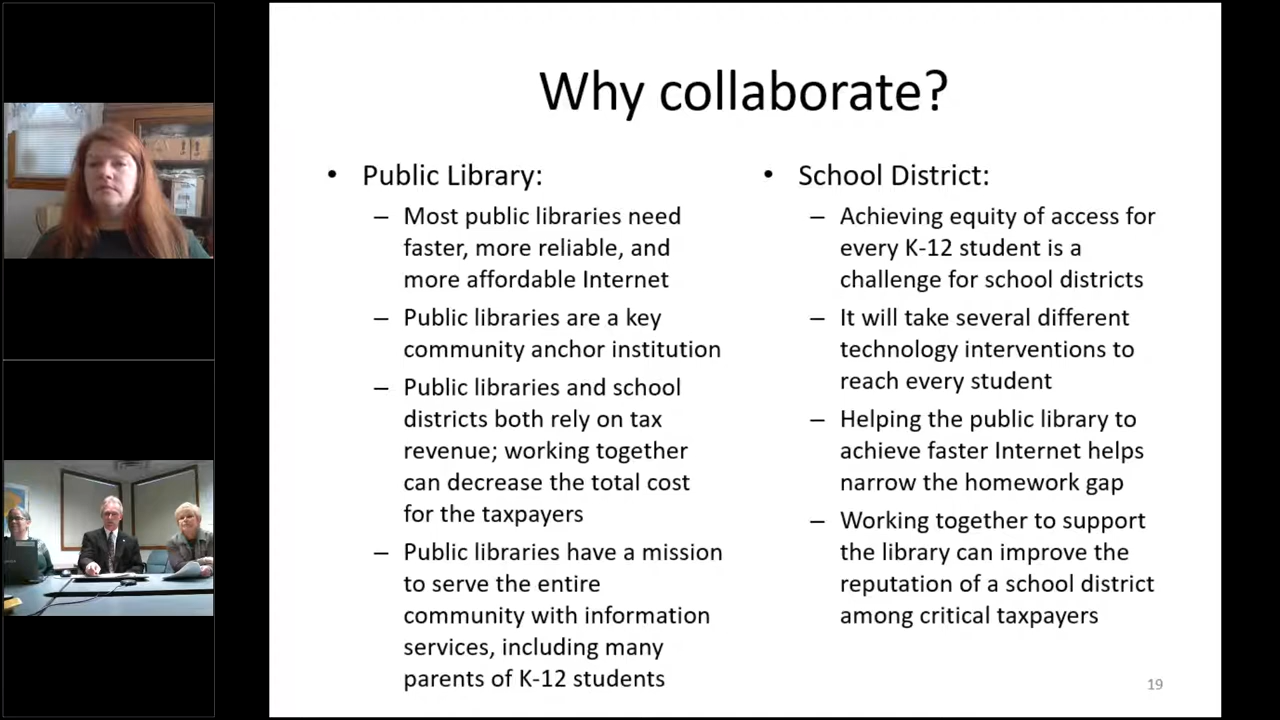 Why collaborate?
• Public Library:
– Most public libraries need
faster, more reliable, and
more affordable Internet
– Public libraries are a key
community anchor institution
– Public libraries and school
districts both rely on tax
revenue; working together
can decrease the total cost
for the taxpayers
– Public libraries have a mission
to serve the entire
community with information
services, including many
parents of K-12 students
• School District:
– Achieving equity of access for
every K-12 student is a
challenge for school districts
– It will take several different
technology interventions to
reach every student
– Helping the public library to
achieve faster Internet helps
narrow the homework gap
– Working together to support
the library can improve the
reputation of a school district
among critical taxpayers
19